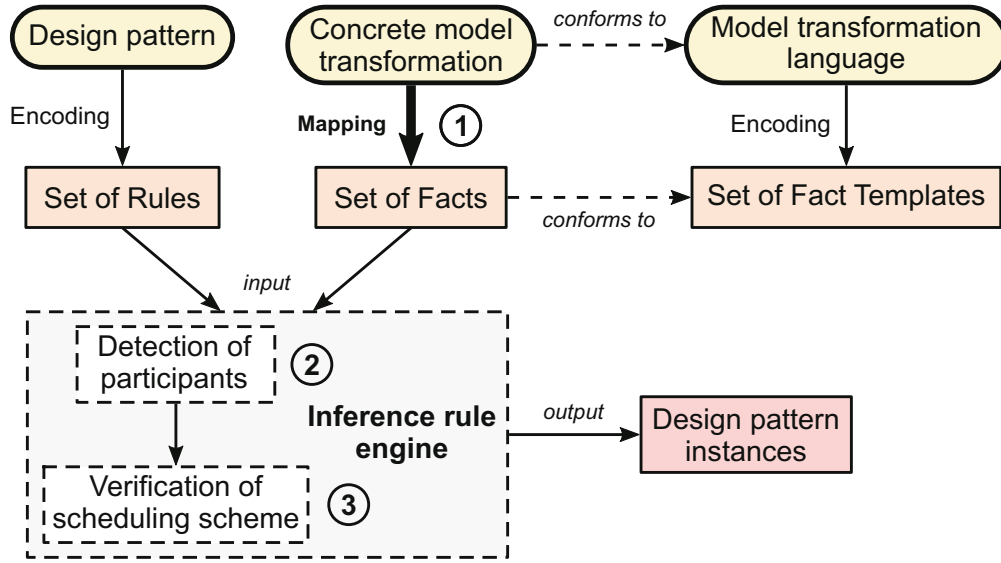 Design pattern
Concrete model
transformation
conforms to
Model transformation
language
Encoding
Mapping
1
Encoding
Set of Rules
Set of Facts
conforms to
Set of Fact Templates
input
Detection of
participants
2
Inference rule
engine
output
Design pattern
instances
Verification of
scheduling scheme
3